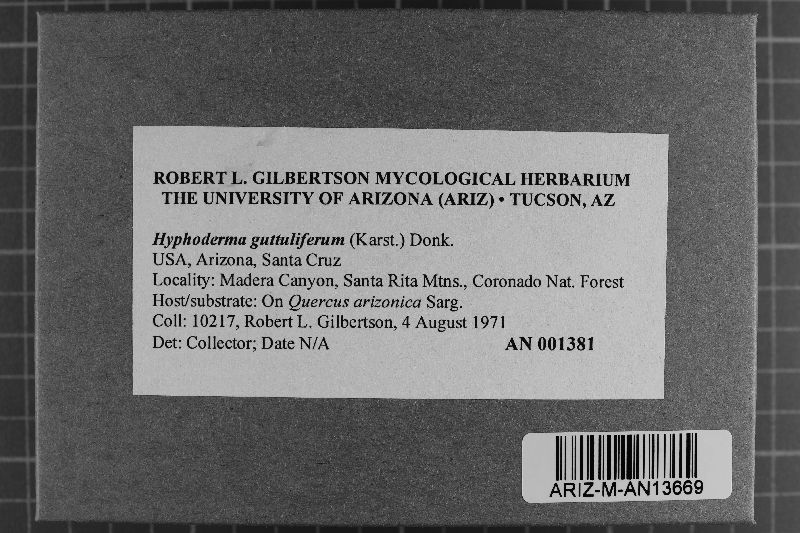 ROBERT L. GILBERTSON MYCOLOGICAL HERBARIUM
THE UNIVERSITY OF ARIZONA (ARIZ) • TUCSON, AZ
Hyphoderma guttuliferum (Karst.) Donk.
USA, Arizona, Santa Cruz
Locality: Madera Canyon, Santa Rita Mtns., Coronado Nat. Forest
Host/substrate: On Quercus arizonica Sarg.
Coll: 10217, Robert L. Gilbertson, 4 August 1971
Det: Collector; Date N/A AN 001381
ARIZ-M-AN13669